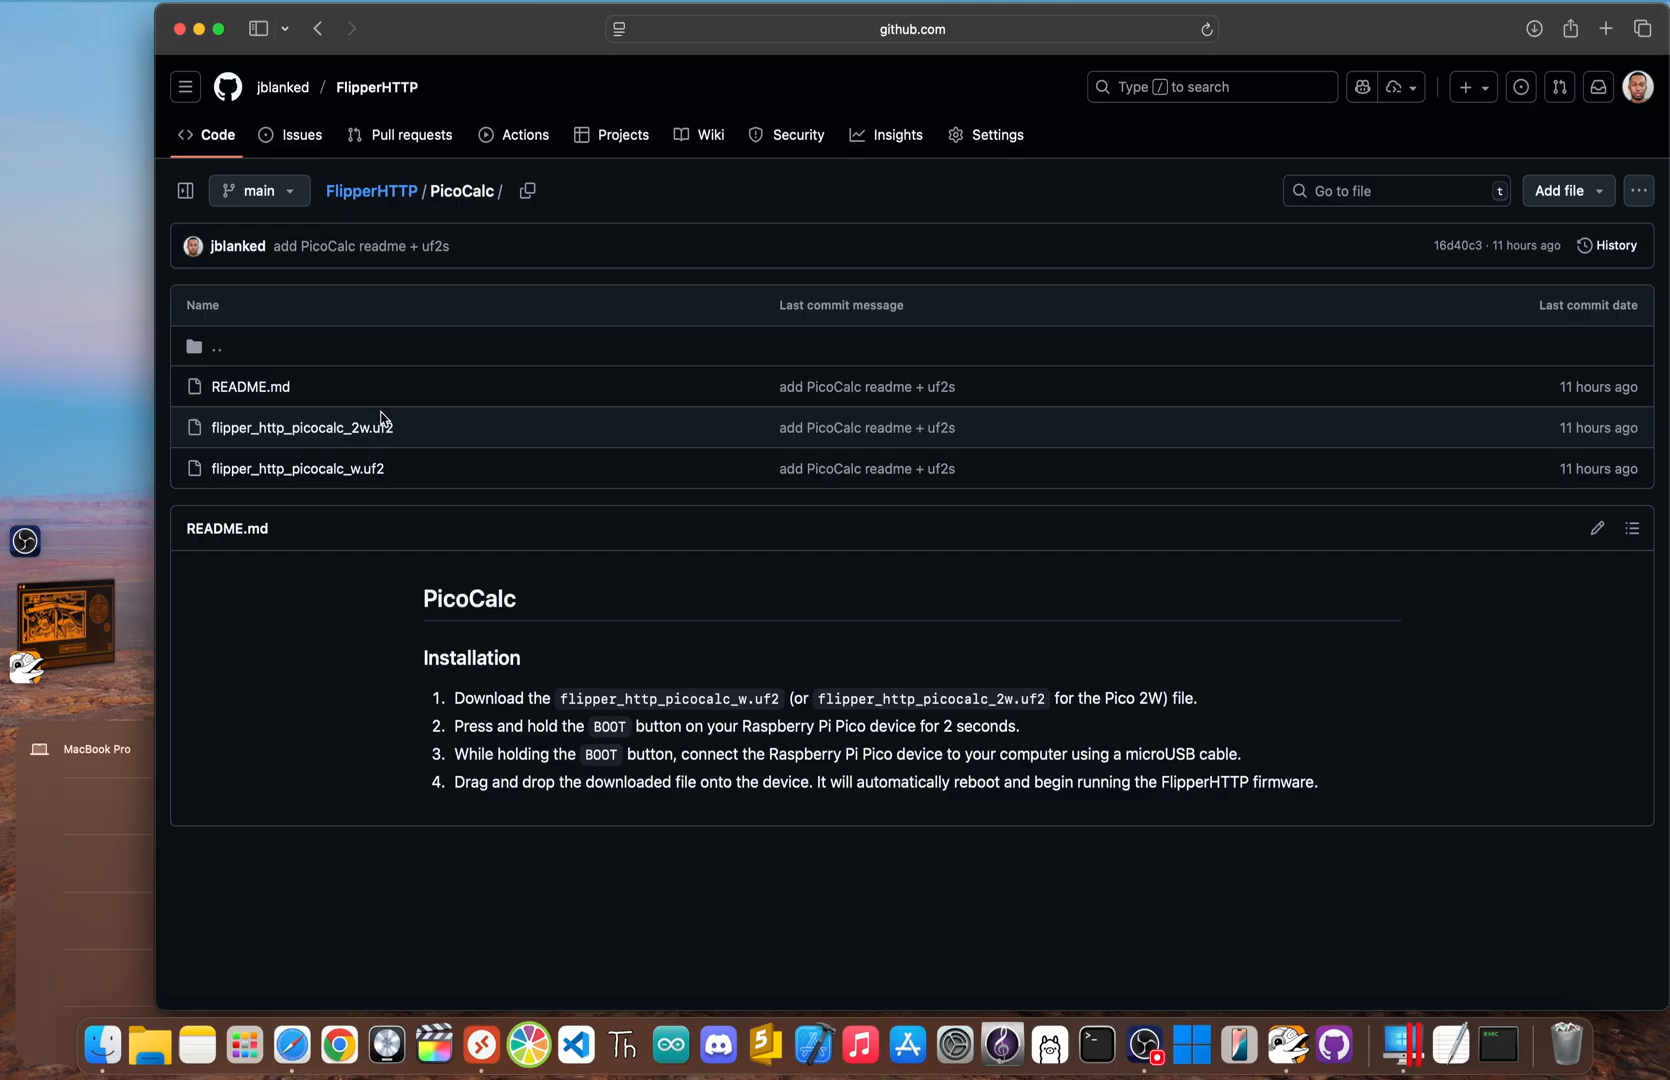 github.com
jblanked / FlipperHTTP
Type / to search
Code Issues Pull requests Actions Projects Wiki Security Insights Settings
main FlipperHTTP / PicoCalc / Go to file t Add file
jblanked add PicoCalc readme + uf2s 16d40c3 · 11 hours ago History
Name Last commit message Last commit date
..
README.md add PicoCalc readme + uf2s 11 hours ago
flipper_http_picocalc_2w.uf2 add PicoCalc readme + uf2s 11 hours ago
flipper_http_picocalc_w.uf2 add PicoCalc readme + uf2s 11 hours ago
README.md
PicoCalc
Installation
1. Download the flipper_http_picocalc_w.uf2 (or flipper_http_picocalc_2w.uf2 for the Pico 2W) file.
2. Press and hold the BOOT button on your Raspberry Pi Pico device for 2 seconds.
3. While holding the BOOT button, connect the Raspberry Pi Pico device to your computer using a microUSB cable.
4. Drag and drop the downloaded file onto the device. It will automatically reboot and begin running the FlipperHTTP firmware.
MacBook Pro
Th
exec